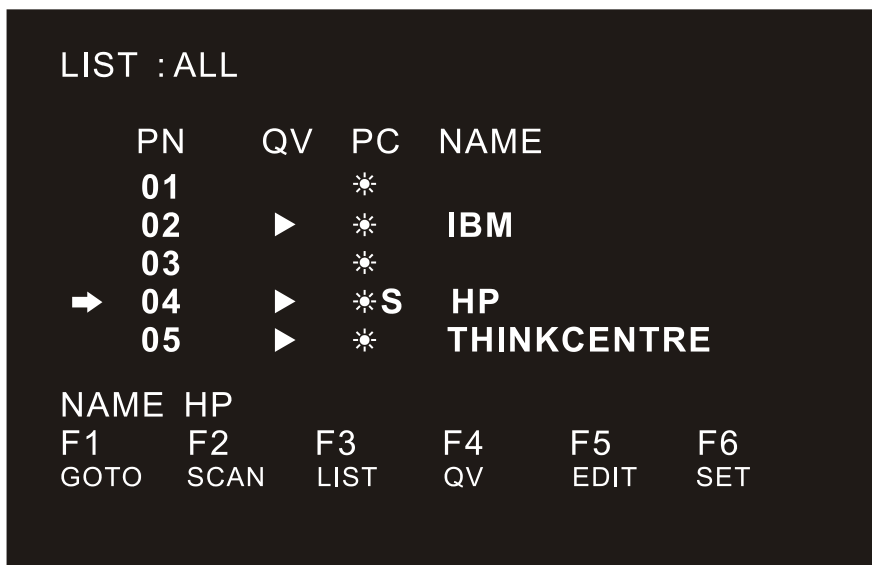 LIST : ALL
PN QV PC NAME
01 ☀
02 ▶ ☀ IBM
03 ☀
➡ 04 ▶ ☀S HP
05 ▶ ☀ THINKCENTRE
NAME HP
F1 F2 F3 F4 F5 F6
GOTO SCAN LIST QV EDIT SET